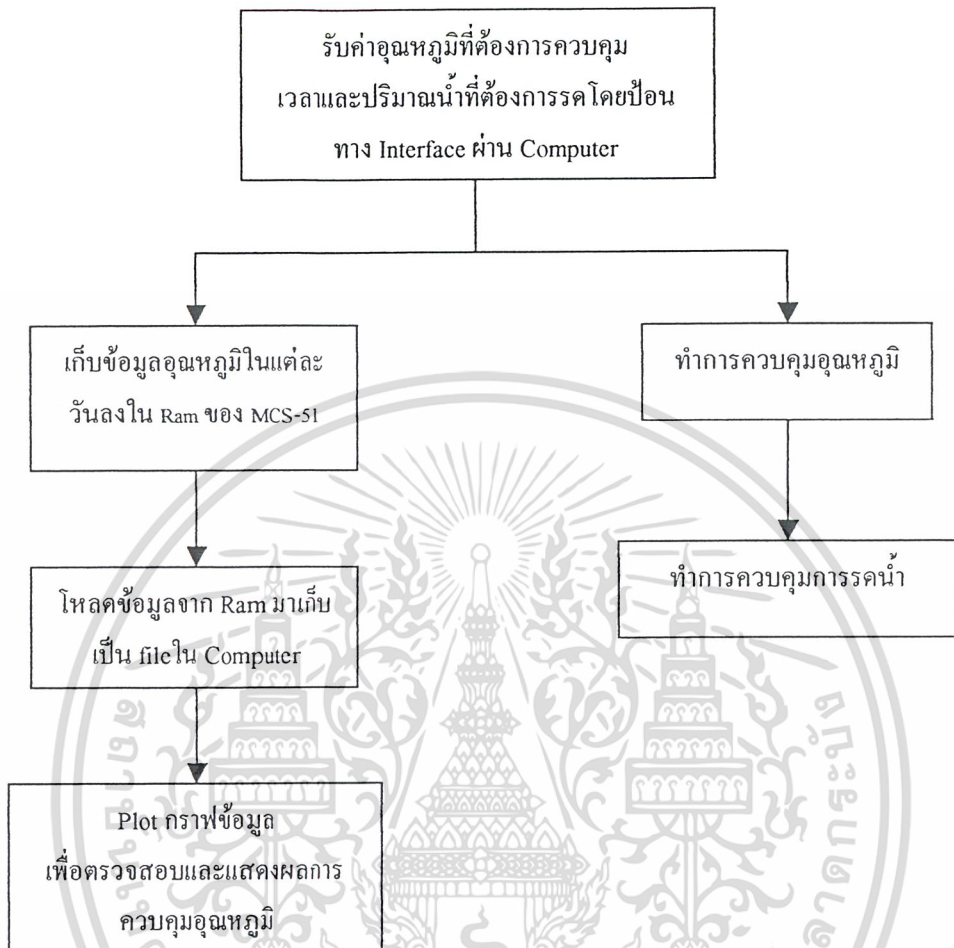 รับค่าอุณหภูมิที่ต้องการควบคุม
เวลาและปริมาณน้ำที่ต้องการรดโดยป้อน
ทาง Interface ผ่าน Computer
เก็บข้อมูลอุณหภูมิในแต่ละ
วันลงใน Ram ของ MCS-51
ทำการควบคุมอุณหภูมิ
โหลดข้อมูลจาก Ram มาเก็บ
เป็น fileใน Computer
ทำการควบคุมการรดน้ำ
Plot กราฟข้อมูล
เพื่อตรวจสอบและแสดงผลการ
ควบคุมอุณหภูมิ